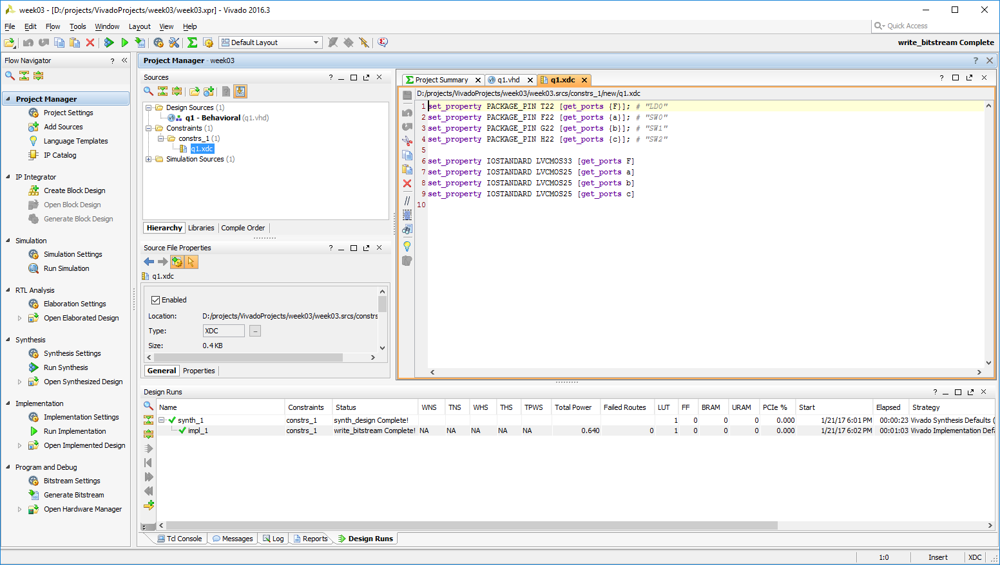 week03 - [D:/projects/VivadoProjects/week03/week03.xpr] - Vivado 2016.3
File Edit Flow Tools Window Layout View Help
Quick Access
Default Layout
write_bitstream Complete
Flow Navigator ? «
Project Manager
Project Settings
Add Sources
Language Templates
IP Catalog
IP Integrator
Create Block Design
Open Block Design
Generate Block Design
Simulation
Simulation Settings
Run Simulation
RTL Analysis
Elaboration Settings
Open Elaborated Design
Synthesis
Synthesis Settings
Run Synthesis
Open Synthesized Design
Implementation
Implementation Settings
Run Implementation
Open Implemented Design
Program and Debug
Bitstream Settings
Generate Bitstream
Open Hardware Manager
Project Manager - week03 ?
Sources ?
Design Sources (1)
q1 - Behavioral (q1.vhd)
Constraints (1)
constrs_1 (1)
q1.xdc
Simulation Sources (1)
Hierarchy Libraries Compile Order
Source File Properties ?
q1.xdc
Enabled
Location: D:/projects/VivadoProjects/week03/week03.srcs/constrs
Type: XDC ...
Size: 0.4 KB
General Properties
Project Summary q1.vhd q1.xdc ?
D:/projects/VivadoProjects/week03/week03.srcs/constrs_1/new/q1.xdc
1 set_property PACKAGE_PIN T22 [get_ports {F}]; # "LD0"
2 set_property PACKAGE_PIN F22 [get_ports {a}]; # "SW0"
3 set_property PACKAGE_PIN G22 [get_ports {b}]; # "SW1"
4 set_property PACKAGE_PIN H22 [get_ports {c}]; # "SW2"
5
6 set_property IOSTANDARD LVCMOS33 [get_ports F]
7 set_property IOSTANDARD LVCMOS25 [get_ports a]
8 set_property IOSTANDARD LVCMOS25 [get_ports b]
9 set_property IOSTANDARD LVCMOS25 [get_ports c]
10
Design Runs ?
Name Constraints Status WNS TNS WHS THS TPWS Total Power Failed Routes LUT FF BRAM URAM PCIe % Start Elapsed Strategy
synth_1 constrs_1 synth_design Complete! 1 0 0 0 0.000 1/21/17 6:01 PM 00:00:23 Vivado Synthesis Defaults (
impl_1 constrs_1 write_bitstream Complete! NA NA NA NA NA 0.640 0 1 0 0 0 0.000 1/21/17 6:02 PM 00:01:03 Vivado Implementation Defa
Tcl Console Messages Log Reports Design Runs
1:0 Insert XDC